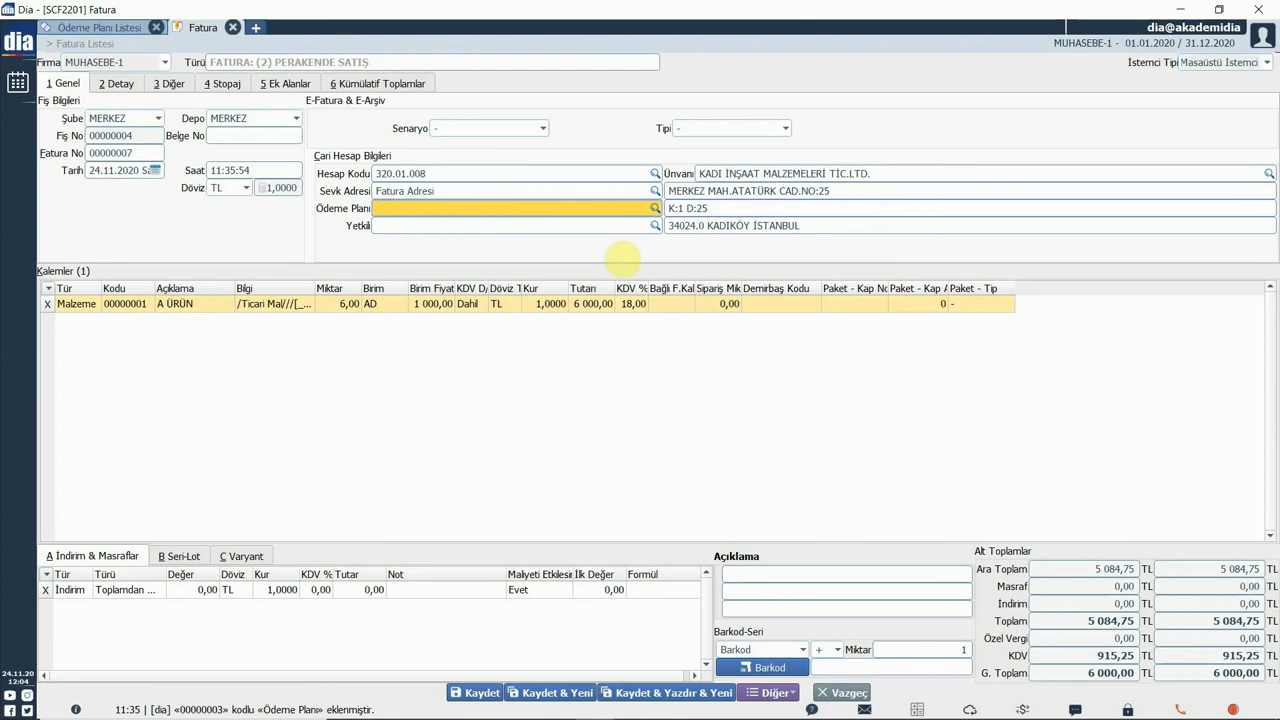 Dia - [SCF2201] Fatura
dia
Ödeme Planı Listesi
Fatura
dia@akademidia
> Fatura Listesi
MUHASEBE-1 - 01.01.2020 / 31.12.2020
Firma MUHASEBE-1 Türü FATURA: (2) PERAKENDE SATIŞ İstemci Tipi Masaüstü İstemci
1 Genel 2 Detay 3 Diğer 4 Stopaj 5 Ek Alanlar 6 Kümülatif Toplamlar
Fiş Bilgileri E-Fatura & E-Arşiv
Şube MERKEZ Depo MERKEZ
Senaryo - Tipi -
Fiş No 00000004 Belge No
Fatura No 00000007
Cari Hesap Bilgileri
Tarih 24.11.2020 Sa Saat 11:35:54
Hesap Kodu 320.01.008 Ünvanı KADI İNŞAAT MALZEMELERİ TİC.LTD.
Döviz TL 1,0000
Sevk Adresi Fatura Adresi MERKEZ MAH.ATATÜRK CAD.NO:25
Ödeme Planı K:1 D:25
Yetkili 34024.0 KADIKÖY İSTANBUL
Kalemler (1)
Tür Kodu Açıklama Bilgi Miktar Birim Birim Fiyat KDV D/ Döviz T Kur Tutarı KDV % Bağlı F.Kal Sipariş Mik Demirbaş Kodu Paket - Kap No Paket - Kap A Paket - Tip
X Malzeme 00000001 A ÜRÜN /Ticari Mal///[_... 6,00 AD 1 000,00 Dahil TL 1,0000 6 000,00 18,00 0,00 0 -
A İndirim & Masraflar B Seri-Lot C Varyant
Tür Türü Değer Döviz Kur KDV % Tutar Not Maliyeti Etkilesin İlk Değer Formül
X İndirim Toplamdan ... 0,00 TL 1,0000 0,00 0,00 Evet 0,00
Açıklama
Barkod-Seri
Barkod + Miktar 1
Barkod
Alt Toplamlar
Ara Toplam 5 084,75 TL 5 084,75 TL
Masraf 0,00 TL 0,00 TL
İndirim 0,00 TL 0,00 TL
Toplam 5 084,75 TL 5 084,75 TL
Özel Vergi 0,00 TL 0,00 TL
KDV 915,25 TL 915,25 TL
G. Toplam 6 000,00 TL 6 000,00 TL
Kaydet Kaydet & Yeni Kaydet & Yazdır & Yeni Diğer Vazgeç
24.11.20
12:04
11:35 | [dia] «00000003» kodlu «Ödeme Planı» eklenmiştir.